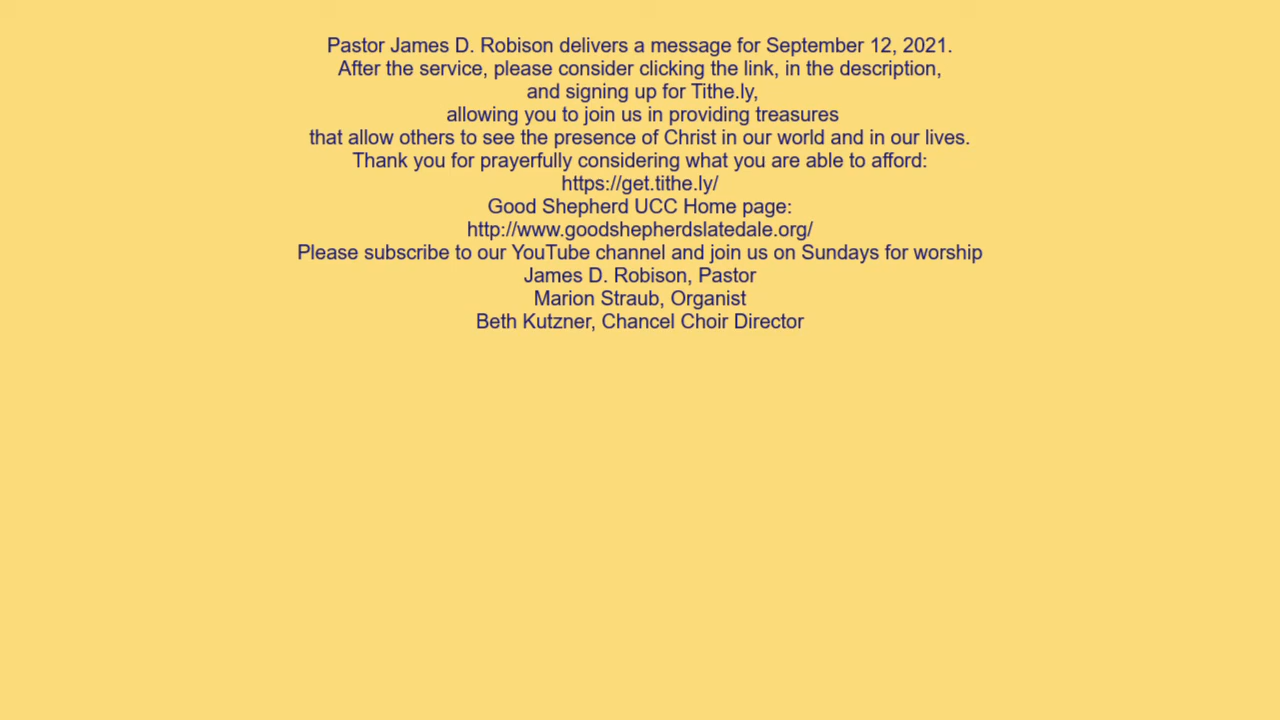 Pastor James D. Robison delivers a message for September 12, 2021.
After the service, please consider clicking the link, in the description,
and signing up for Tithe.ly,
allowing you to join us in providing treasures
that allow others to see the presence of Christ in our world and in our lives.
Thank you for prayerfully considering what you are able to afford:
https://get.tithe.ly/
Good Shepherd UCC Home page:
http://www.goodshepherdslatedale.org/
Please subscribe to our YouTube channel and join us on Sundays for worship
James D. Robison, Pastor
Marion Straub, Organist
Beth Kutzner, Chancel Choir Director